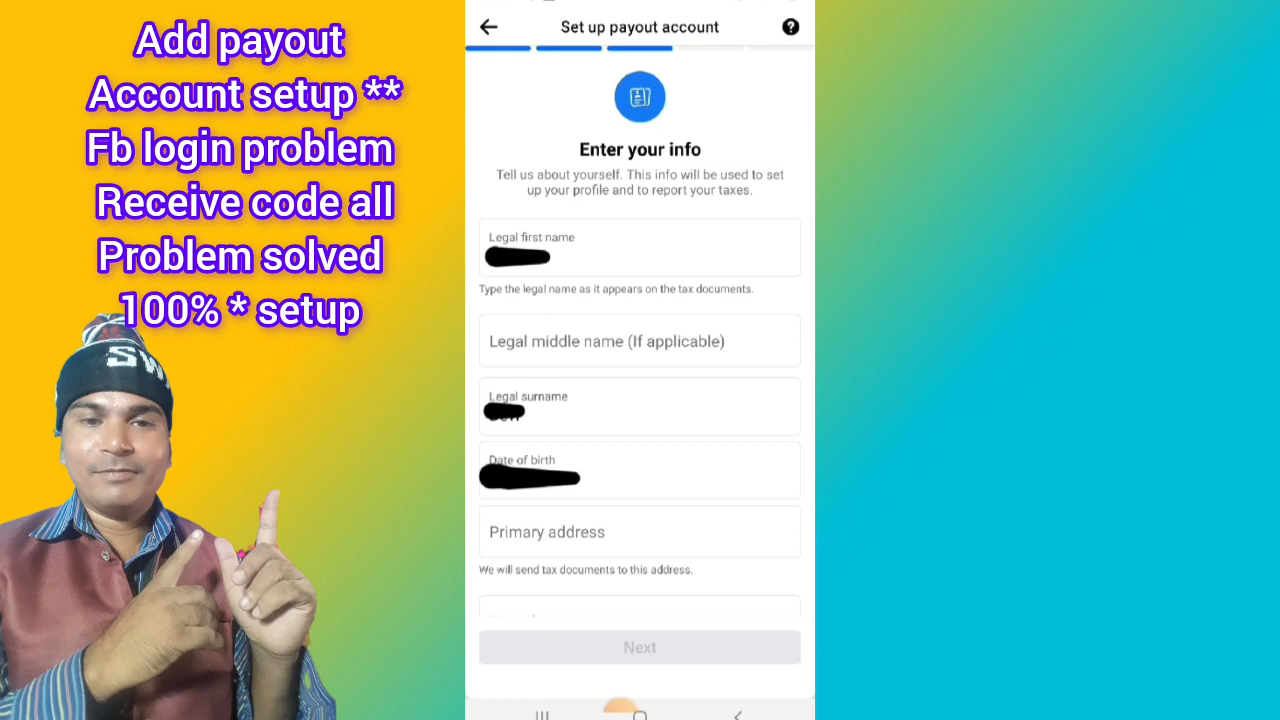 Add payout
Account setup **
Fb login problem
Receive code all
Problem solved
100% * setup
SW
Set up payout account
Enter your info
Tell us about yourself. This info will be used to set
up your profile and to report your taxes.
Legal first name
Type the legal name as it appears on the tax documents.
Legal middle name (If applicable)
Legal surname
Date of birth
Primary address
We will send tax documents to this address.
Next